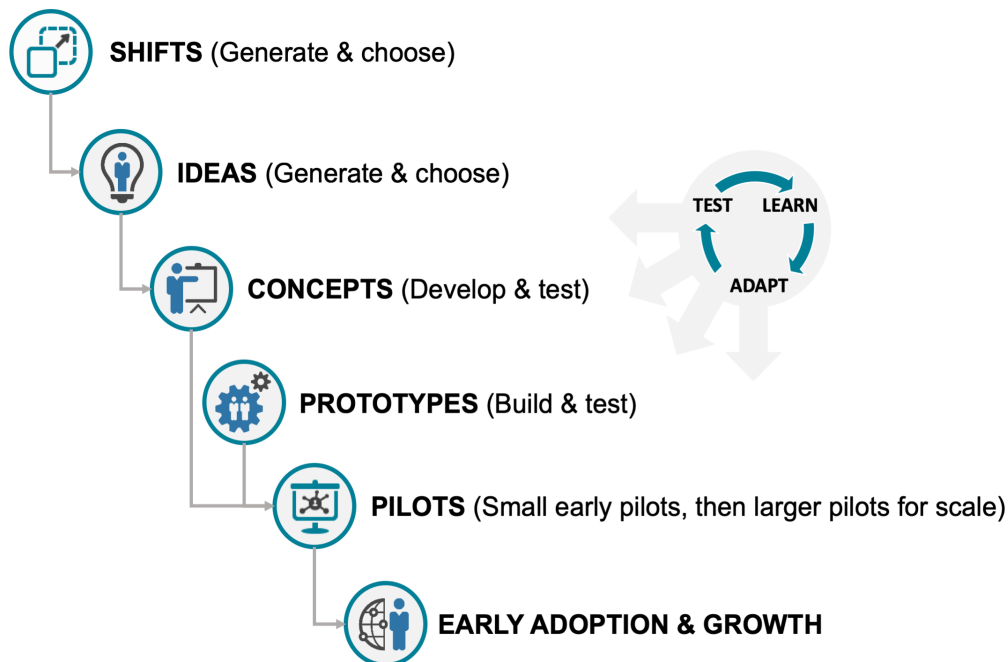 SHIFTS (Generate & choose)
IDEAS (Generate & choose)
TEST LEARN
ADAPT
CONCEPTS (Develop & test)
PROTOTYPES (Build & test)
PILOTS (Small early pilots, then larger pilots for scale)
EARLY ADOPTION & GROWTH